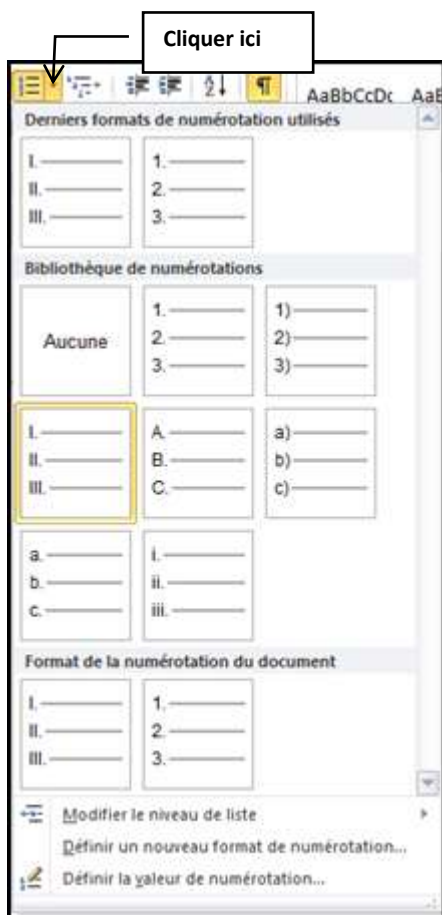 Cliquer ici
AaBbCcDc AaB
Derniers formats de numérotation utilisés
I. 1.
II. 2.
III. 3.
Bibliothèque de numérotations
Aucune
1. 1)
2. 2)
3. 3)
I. A. a)
II. B. b)
III. C. c)
a. i.
b. ii.
c. iii.
Format de la numérotation du document
I. 1.
II. 2.
III. 3.
Modifier le niveau de liste
Définir un nouveau format de numérotation...
Définir la valeur de numérotation...